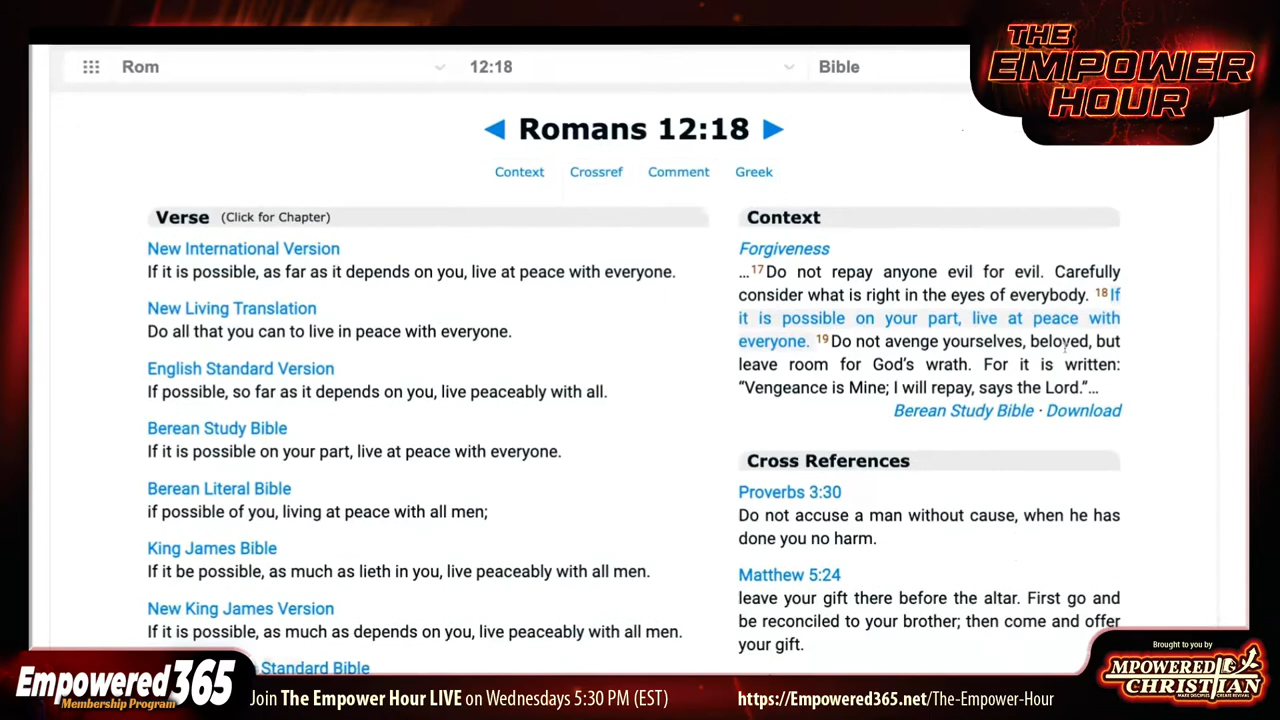 THE
EMPOWER
HOUR
Rom
12:18
Bible
Romans 12:18
Context Crossref Comment Greek
Verse (Click for Chapter)
New International Version
If it is possible, as far as it depends on you, live at peace with everyone.
New Living Translation
Do all that you can to live in peace with everyone.
English Standard Version
If possible, so far as it depends on you, live peaceably with all.
Berean Study Bible
If it is possible on your part, live at peace with everyone.
Berean Literal Bible
if possible of you, living at peace with all men;
King James Bible
If it be possible, as much as lieth in you, live peaceably with all men.
New King James Version
If it is possible, as much as depends on you, live peaceably with all men.
Standard Bible
Context
Forgiveness
…17Do not repay anyone evil for evil. Carefully
consider what is right in the eyes of everybody. 18If
it is possible on your part, live at peace with
everyone. 19Do not avenge yourselves, beloved, but
leave room for God’s wrath. For it is written:
“Vengeance is Mine; I will repay, says the Lord.”…
Berean Study Bible · Download
Cross References
Proverbs 3:30
Do not accuse a man without cause, when he has
done you no harm.
Matthew 5:24
leave your gift there before the altar. First go and
be reconciled to your brother; then come and offer
your gift.
Empowered365
Membership Program
Join The Empower Hour LIVE on Wednesdays 5:30 PM (EST)
https://Empowered365.net/The-Empower-Hour
Brought to you by
MPOWERED
CHRISTIAN
MAKE DISCIPLES CREATE REVIVAL